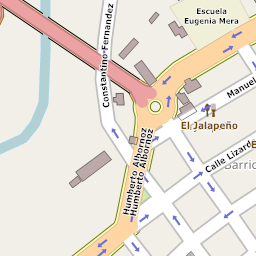 Escuela
Eugenia Mera
Constantino-Fernandez
Manuel
El Jalapeño
Humberto Albornoz
Humberto Albornoz
Calle Lizard
Barrio
E